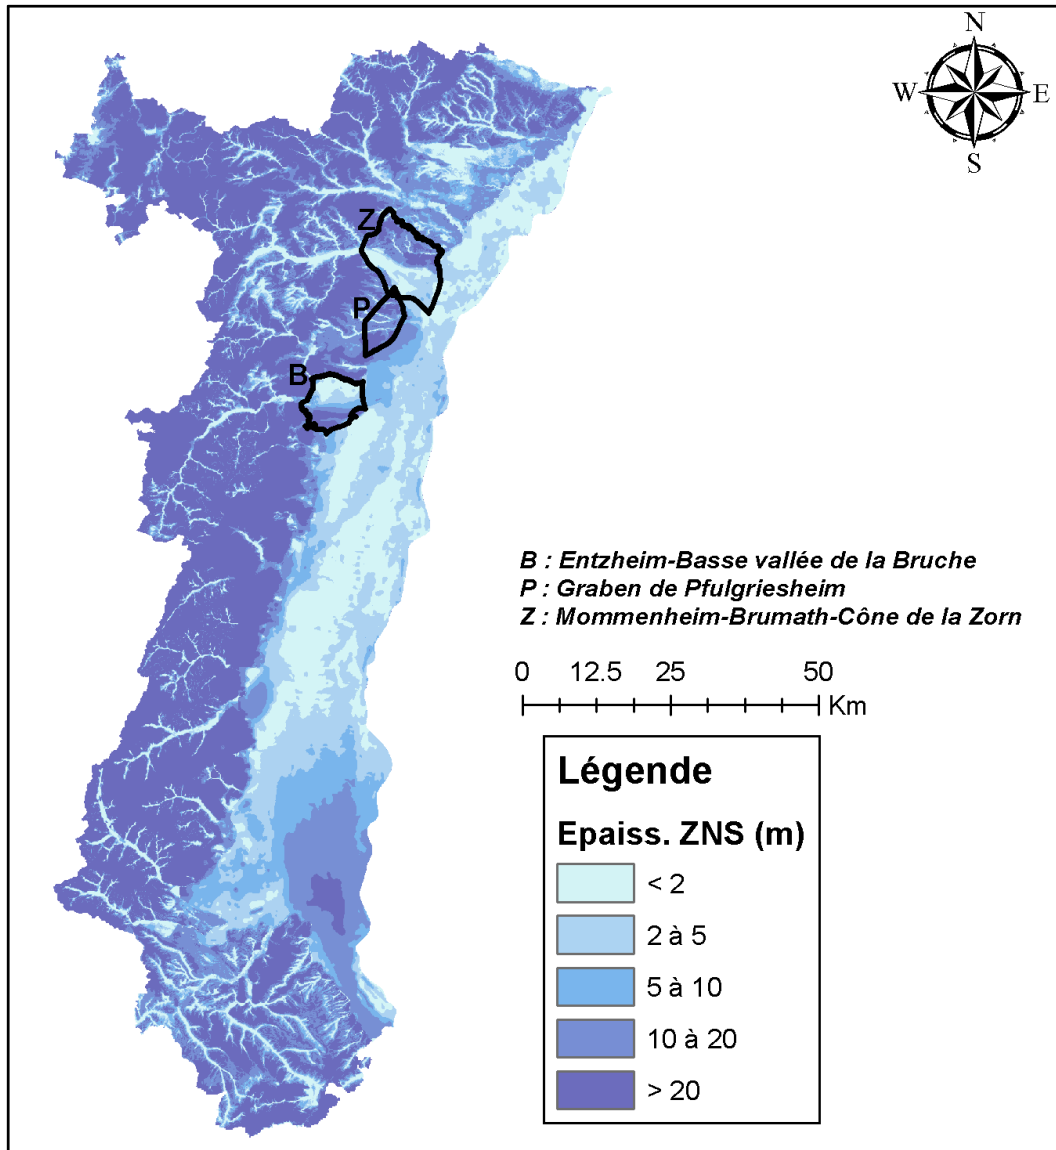 N
W E
S
Z
P
B
B : Entzheim-Basse vallée de la Bruche
P : Graben de Pfulgriesheim
Z : Mommenheim-Brumath-Cône de la Zorn
0 12.5 25 50
Km
Légende
Epaiss. ZNS (m)
< 2
2 à 5
5 à 10
10 à 20
> 20